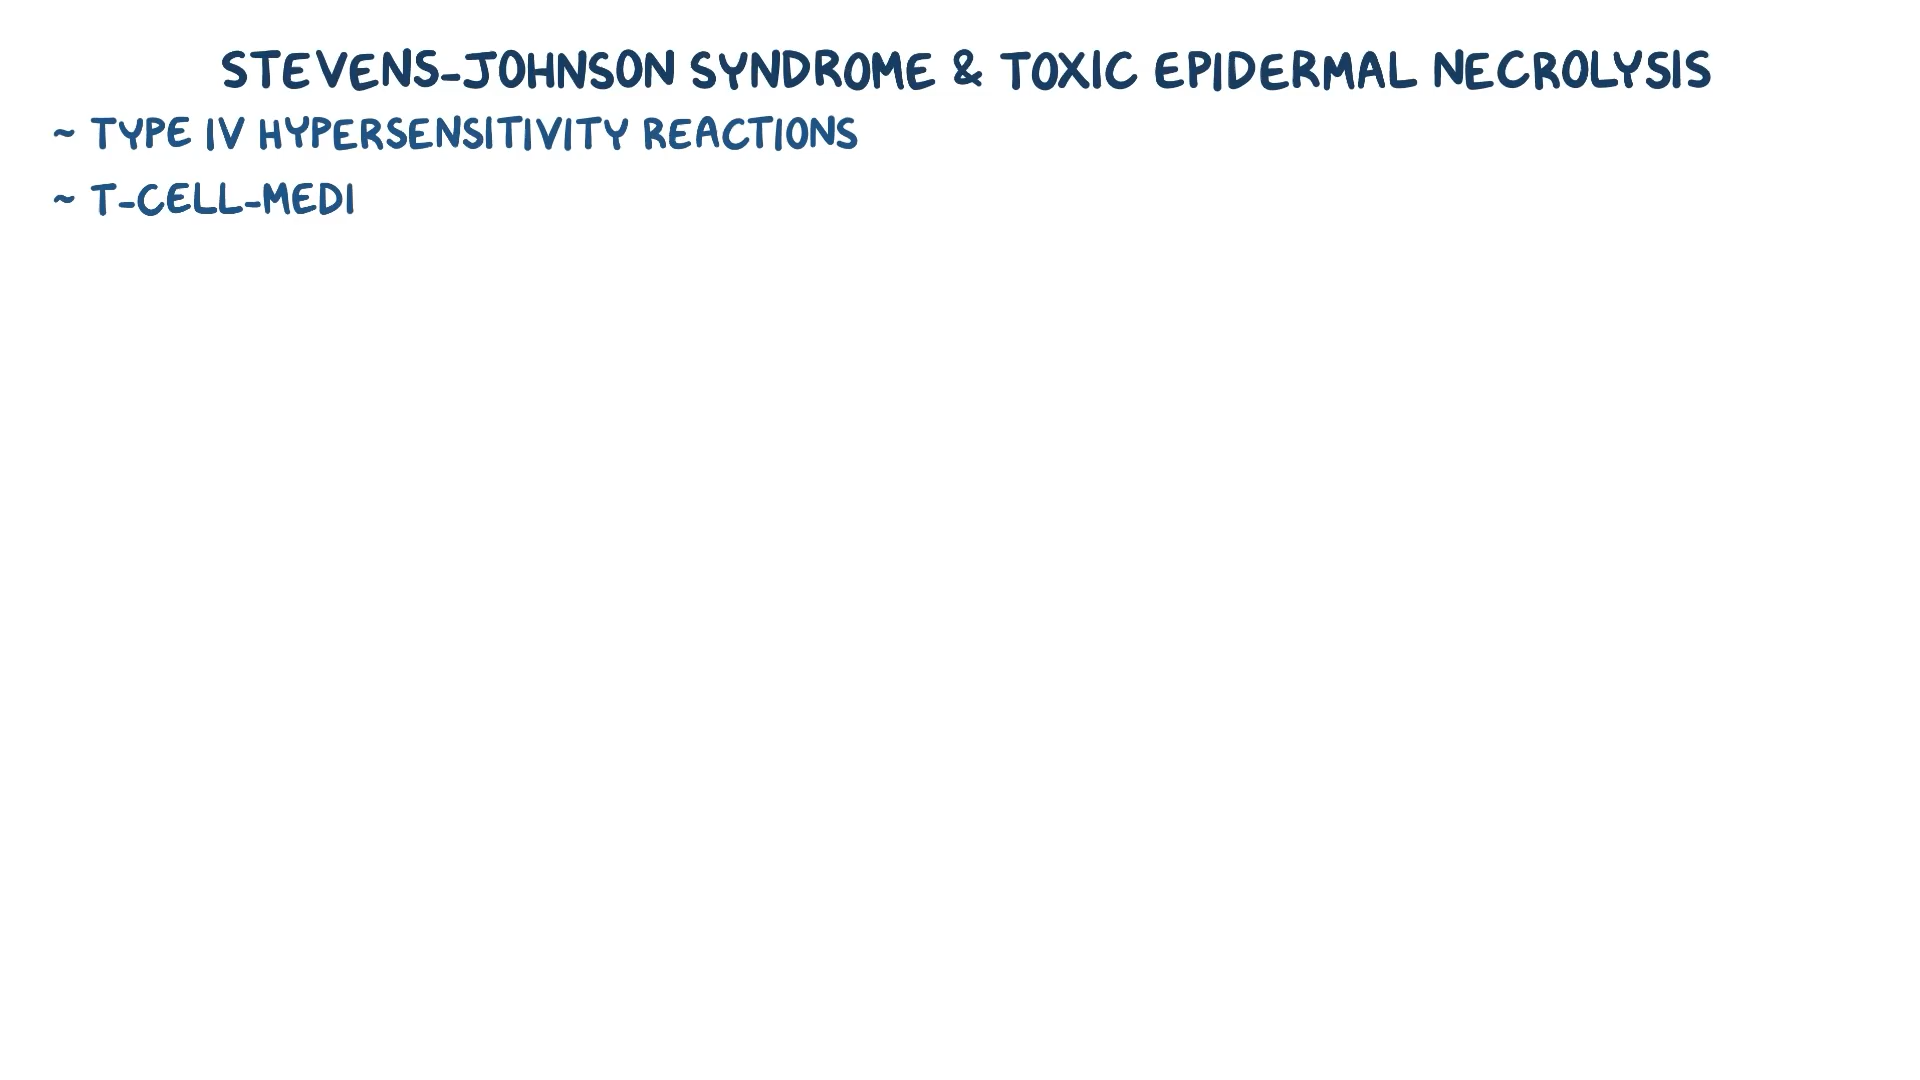 STEVENS-JOHNSON SYNDROME & TOXIC EPIDERMAL NECROLYSIS
~ TYPE IV HYPERSENSITIVITY REACTIONS
~ T-CELL-MEDI